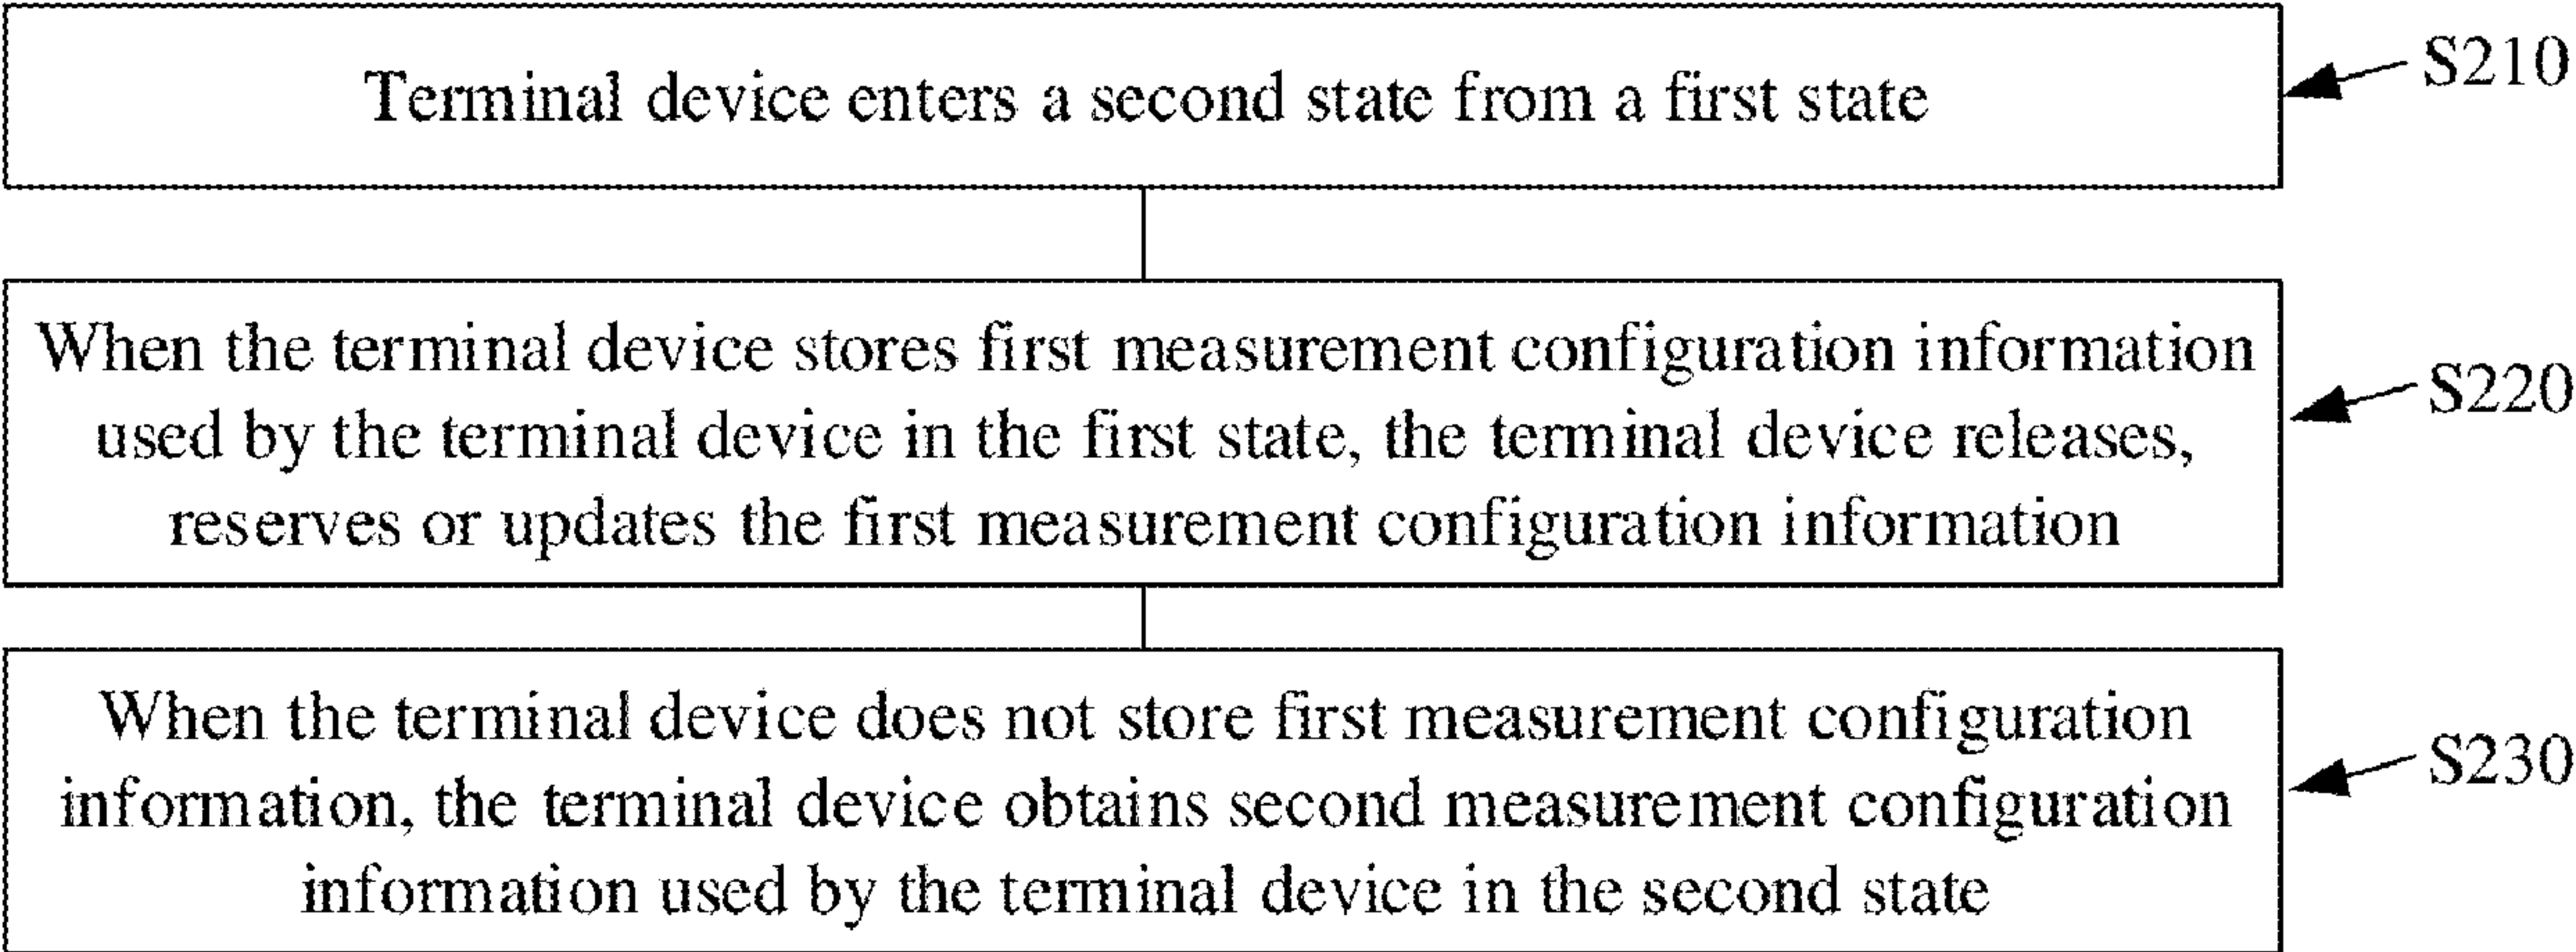 Terminal device enters a second state from a first state
S210
When the terminal device stores first measurement configuration information
used by the terminal device in the first state, the terminal device releases,
reserves or updates the first measurement configuration information
S220
When the terminal device does not store first measurement configuration
information, the terminal device obtains second measurement configuration
information used by the terminal device in the second state
S230